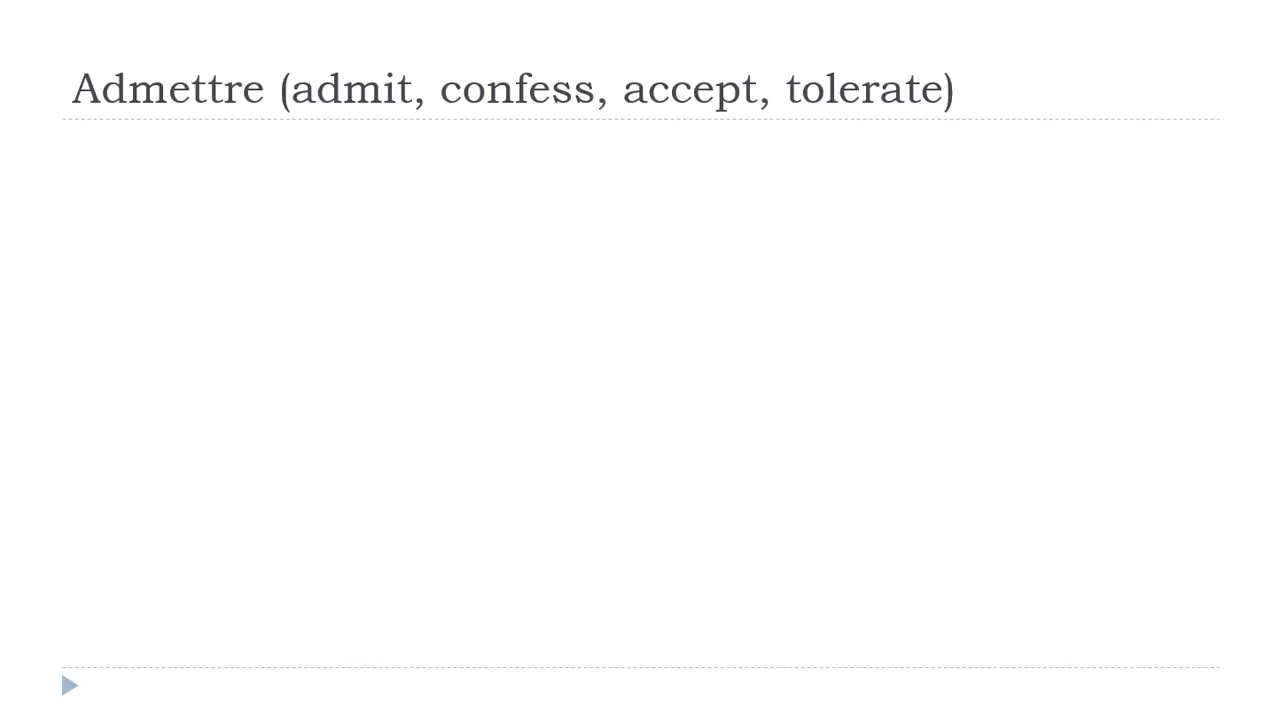 Admettre (admit, confess, accept, tolerate)